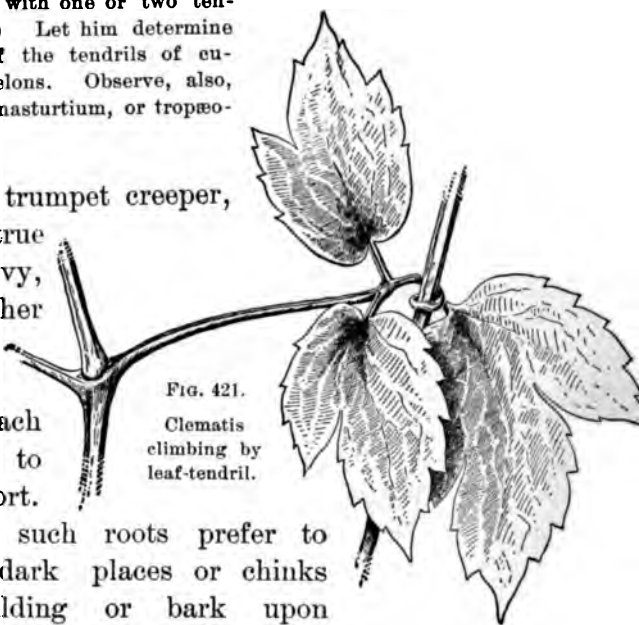 with one or two ten-
Let him determine
the tendrils of cu-
elons. Observe, also,
nasturtium, or tropæo-
trumpet creeper,
true
vy,
her
FIG. 421.
Clematis
climbing by
leaf-tendril.
ach
to
ort.
such roots prefer to
dark places or chinks
lding or bark upon